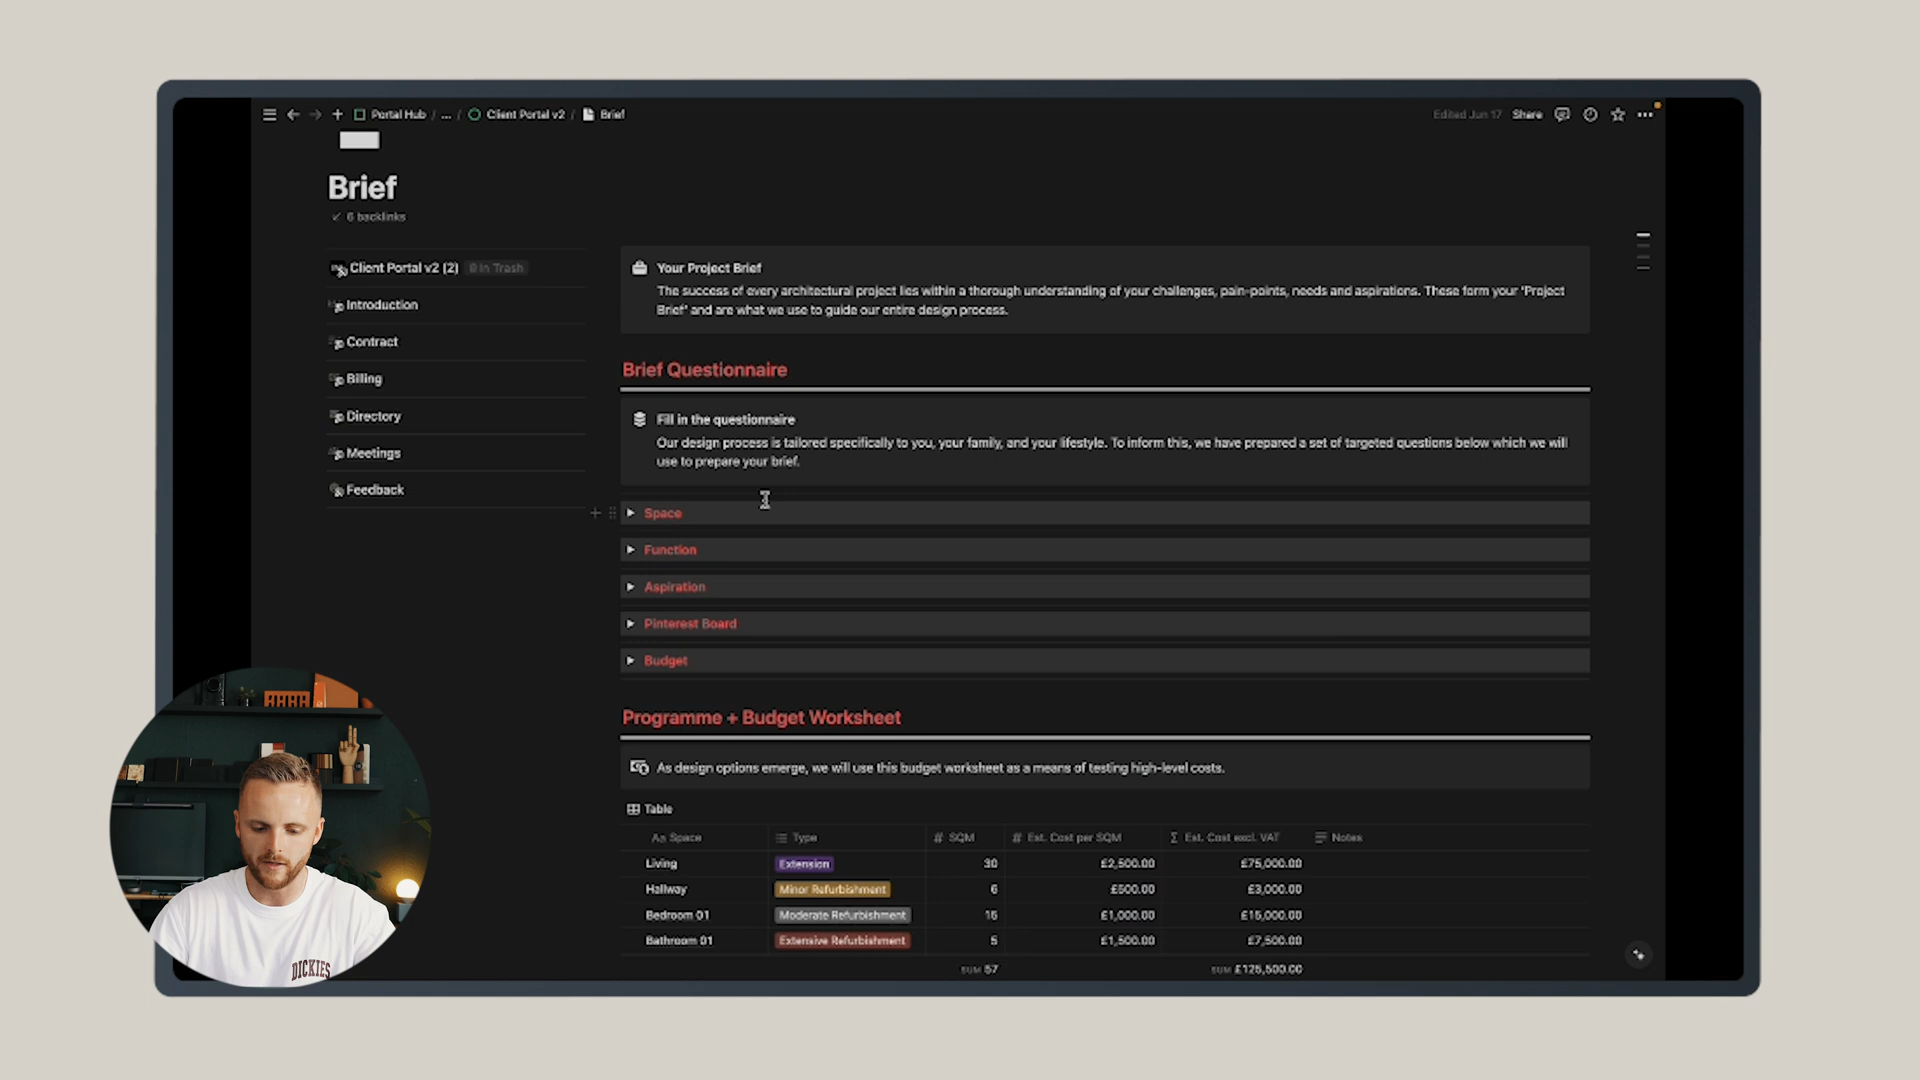 Portal Hub / ... / Client Portal v2 / Brief
Edited Jun 17 Share
Brief
6 backlinks
Client Portal v2 (2) 8 in Trash
Introduction
Contract
Billing
Directory
Meetings
Feedback
Your Project Brief
The success of every architectural project lies within a thorough understanding of your challenges, pain-points, needs and aspirations. These form your 'Project
Brief' and are what we use to guide our entire design process.
Brief Questionnaire
Fill in the questionnaire
Our design process is tailored specifically to you, your family, and your lifestyle. To inform this, we have prepared a set of targeted questions below which we will
use to prepare your brief.
Space
Function
Aspiration
Pinterest Board
Budget
Programme + Budget Worksheet
As design options emerge, we will use this budget worksheet as a means of testing high-level costs.
Table
Aa Space Type # SQM # Est. Cost per SQM Σ Est. Cost excl. VAT Notes
Living Extension 30 £2,500.00 £75,000.00
Hallway Minor Refurbishment 6 £500.00 £3,000.00
Bedroom 01 Moderate Refurbishment 15 £1,000.00 £15,000.00
Bathroom 01 Extensive Refurbishment 5 £1,500.00 £7,500.00
SUM 57 SUM £125,500.00
DICKIES